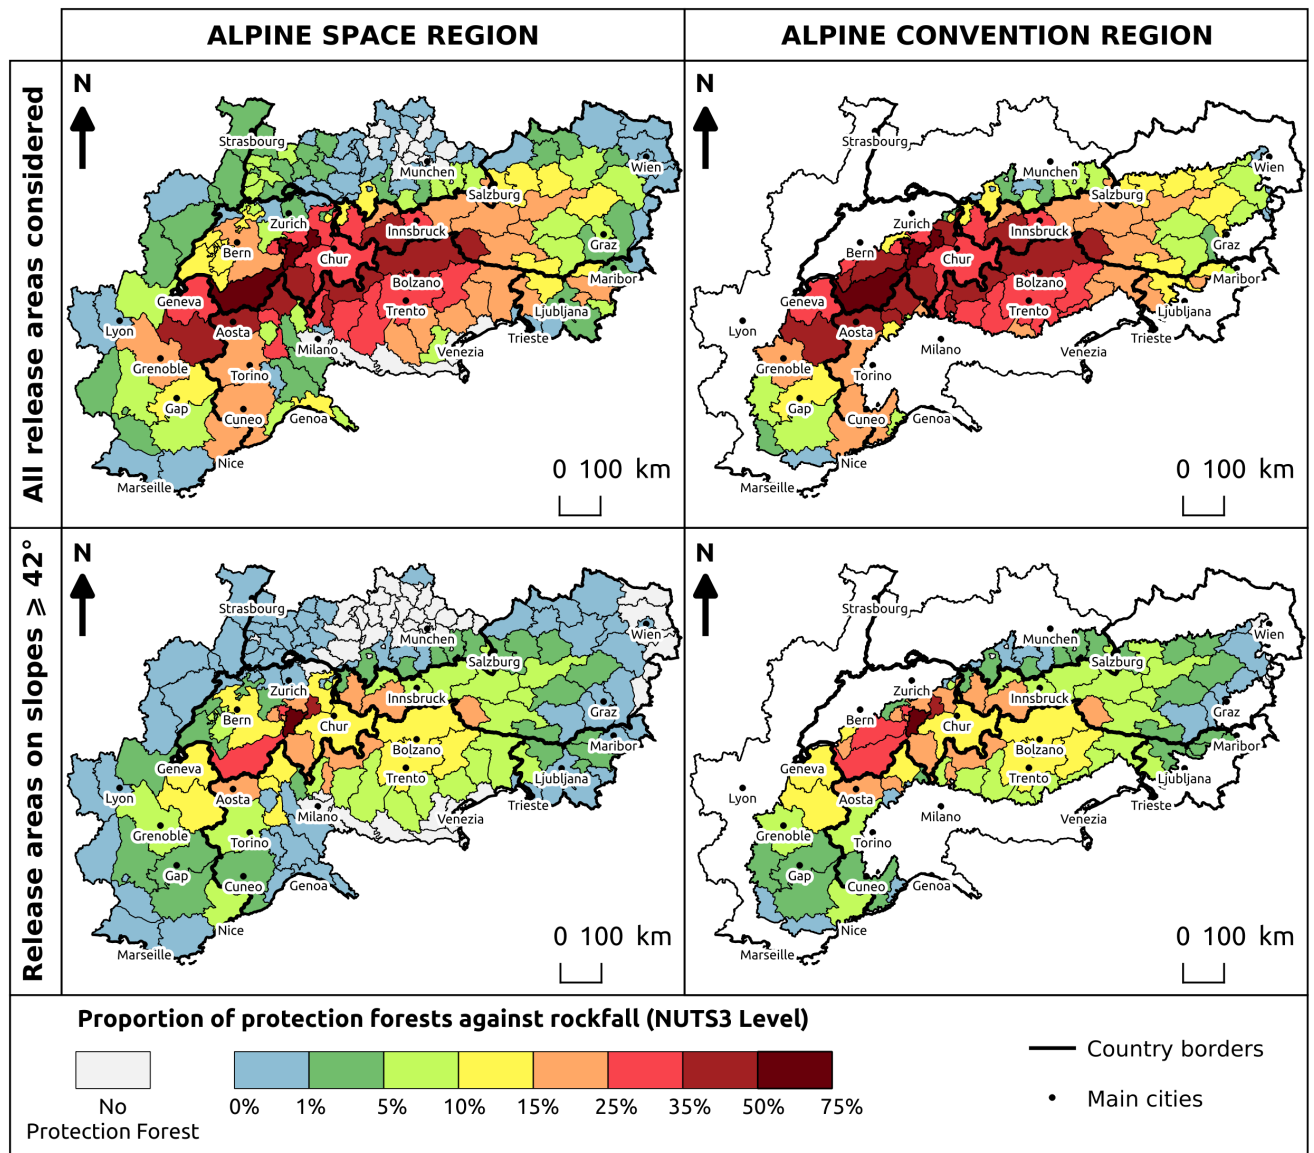 ALPINE SPACE REGION
ALPINE CONVENTION REGION
All release areas considered
N
Strasbourg
Munchen
Wien
Salzburg
Zurich
Innsbruck
Bern
Graz
Chur
Bolzano
Maribor
Geneva
Trento
Ljubljana
Lyon
Aosta
Trieste
Milano
Venezia
Grenoble
Torino
Gap
Cuneo
Genoa
Nice
Marseille
0 100 km
N
Strasbourg
Munchen
Wien
Salzburg
Zurich
Innsbruck
Bern
Graz
Chur
Bolzano
Maribor
Geneva
Trento
Ljubljana
Lyon
Aosta
Trieste
Milano
Venezia
Grenoble
Torino
Gap
Cuneo
Genoa
Nice
Marseille
0 100 km
Release areas on slopes ⩾ 42°
N
Strasbourg
Munchen
Wien
Salzburg
Zurich
Innsbruck
Bern
Graz
Chur
Bolzano
Maribor
Geneva
Trento
Ljubljana
Lyon
Aosta
Trieste
Milano
Venezia
Grenoble
Torino
Gap
Cuneo
Genoa
Nice
Marseille
0 100 km
N
Strasbourg
Munchen
Wien
Salzburg
Zurich
Innsbruck
Bern
Graz
Chur
Bolzano
Maribor
Geneva
Trento
Ljubljana
Lyon
Aosta
Trieste
Milano
Venezia
Grenoble
Torino
Gap
Cuneo
Genoa
Nice
Marseille
0 100 km
Proportion of protection forests against rockfall (NUTS3 Level)
No
Protection Forest
0% 1% 5% 10% 15% 25% 35% 50% 75%
Country borders
Main cities